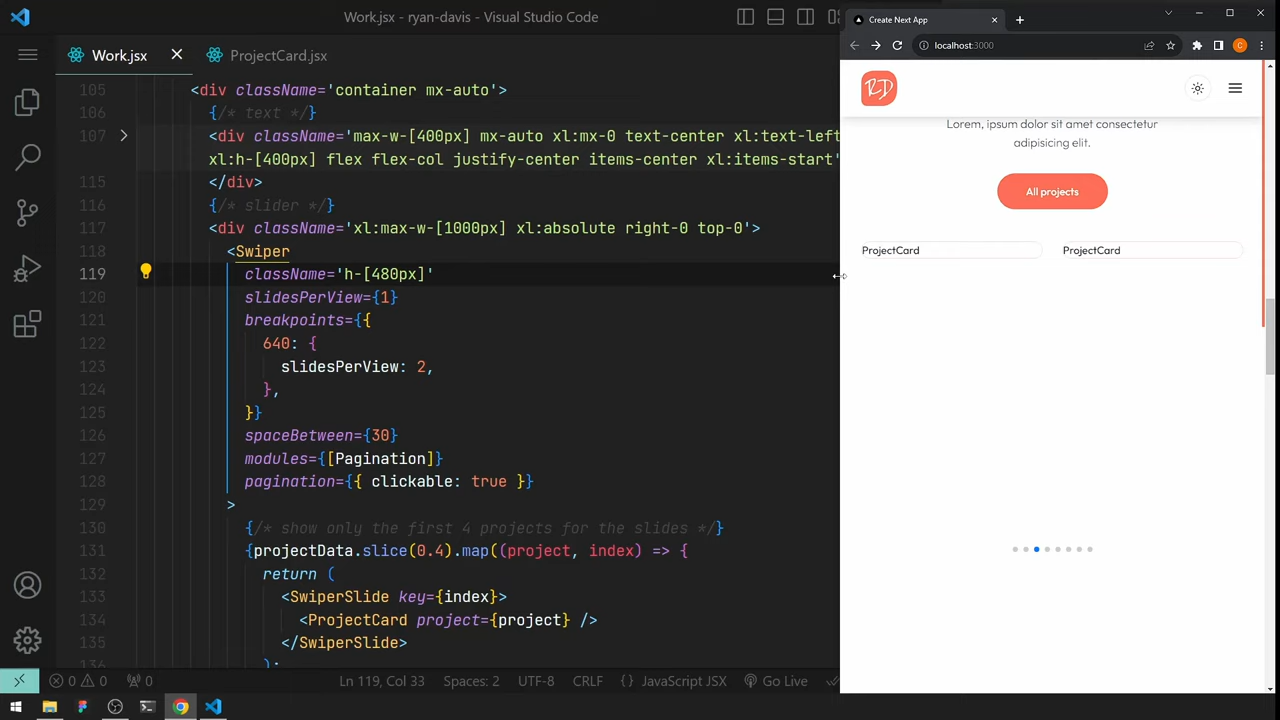 Work.jsx - ryan-davis - Visual Studio Code
Work.jsx
ProjectCard.jsx
105 <div className='container mx-auto'>
106 {/* text */}
107 <div className='max-w-[400px] mx-auto xl:mx-0 text-center xl:text-left
xl:h-[400px] flex flex-col justify-center items-center xl:items-start'
115 </div>
116 {/* slider */}
117 <div className='xl:max-w-[1000px] xl:absolute right-0 top-0'>
118 <Swiper
119 className='h-[480px]'
120 slidesPerView={1}
121 breakpoints={{
122 640: {
123 slidesPerView: 2,
124 },
125 }}
126 spaceBetween={30}
127 modules={[Pagination]}
128 pagination={{ clickable: true }}
129 >
130 {/* show only the first 4 projects for the slides */}
131 {projectData.slice(0.4).map((project, index) => {
132 return (
133 <SwiperSlide key={index}>
134 <ProjectCard project={project} />
135 </SwiperSlide>
136 );
0 0 0
Ln 119, Col 33 Spaces: 2 UTF-8 CRLF {} JavaScript JSX Go Live
Create Next App
localhost:3000
C
RD
Lorem, ipsum dolor sit amet consectetur
adipisicing elit.
All projects
ProjectCard ProjectCard